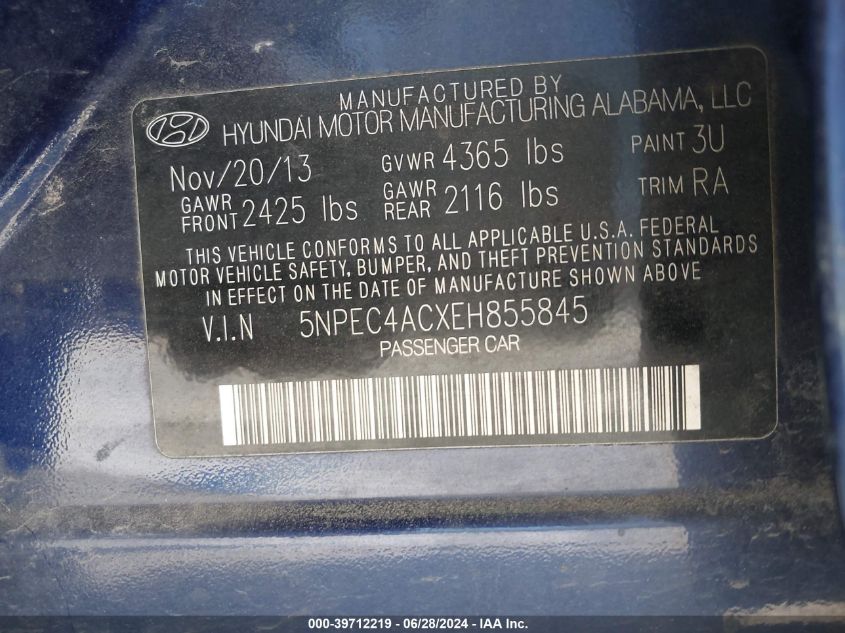 MANUFACTURED BY
HYUNDAI MOTOR MANUFACTURING ALABAMA, LLC
Nov/20/13 GVWR 4365 lbs PAINT 3U
GAWR FRONT 2425 lbs GAWR REAR 2116 lbs TRIM RA
THIS VEHICLE CONFORMS TO ALL APPLICABLE U.S.A. FEDERAL
MOTOR VEHICLE SAFETY, BUMPER, AND THEFT PREVENTION STANDARDS
IN EFFECT ON THE DATE OF MANUFACTURE SHOWN ABOVE
V.I.N 5NPEC4ACXEH855845
PASSENGER CAR
000-39712219 - 06/28/2024 - IAA Inc.